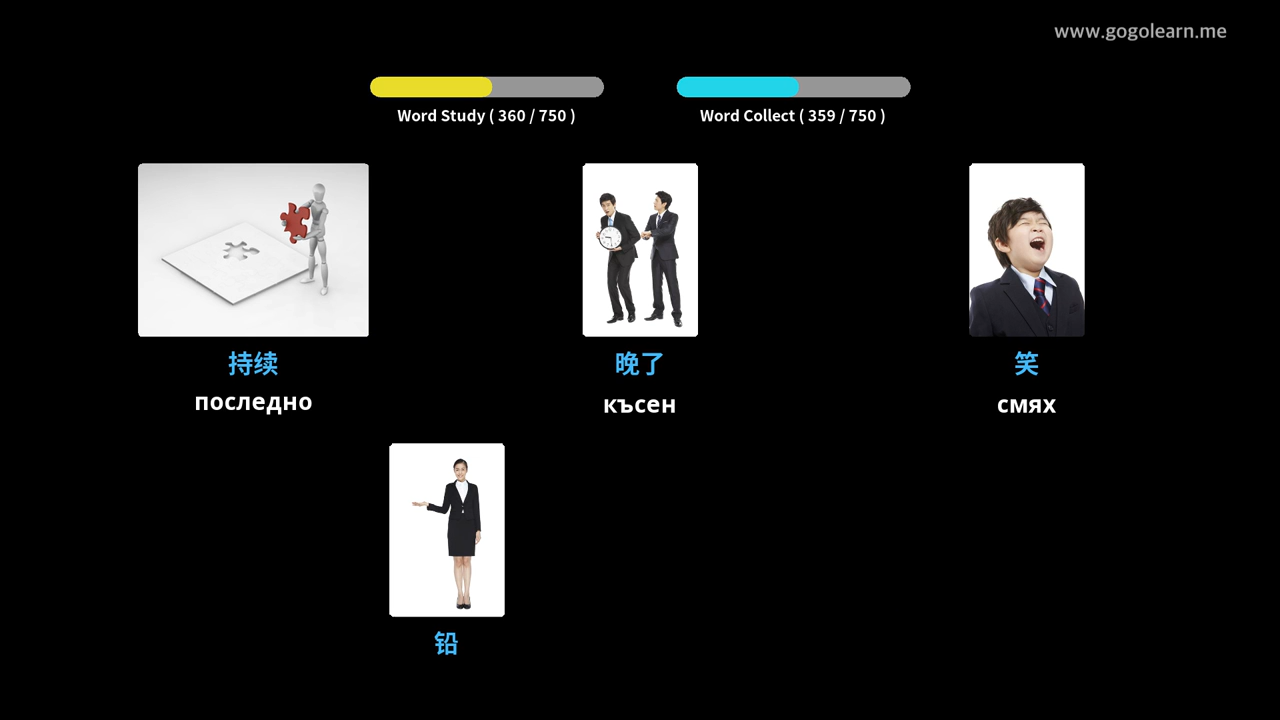 www.gogolearn.me
Word Study ( 360 / 750 )
Word Collect ( 359 / 750 )
持续
晚了
笑
последно
късен
смях
铅